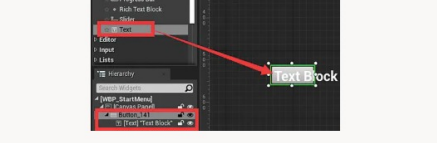 Rich Text Block
Slider
Text
Editor
Input
Lists
Hierarchy
Search Widgets
[WBP_StartMenu]
[Canvas Panel]
Button_141
[Text] "Text Block"
Text Block